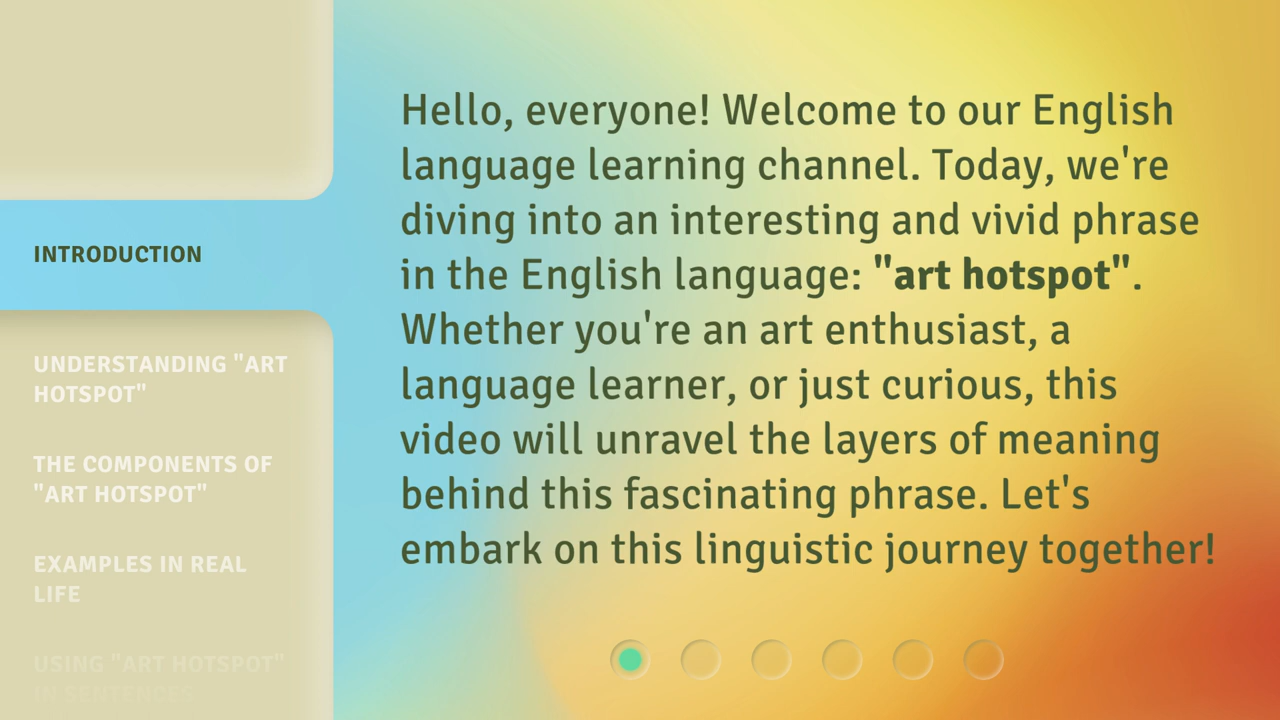 INTRODUCTION
UNDERSTANDING "ART
HOTSPOT"
THE COMPONENTS OF
"ART HOTSPOT"
EXAMPLES IN REAL
LIFE
USING "ART HOTSPOT"
IN SENTENCES
Hello, everyone! Welcome to our English
language learning channel. Today, we're
diving into an interesting and vivid phrase
in the English language: "art hotspot".
Whether you're an art enthusiast, a
language learner, or just curious, this
video will unravel the layers of meaning
behind this fascinating phrase. Let's
embark on this linguistic journey together!